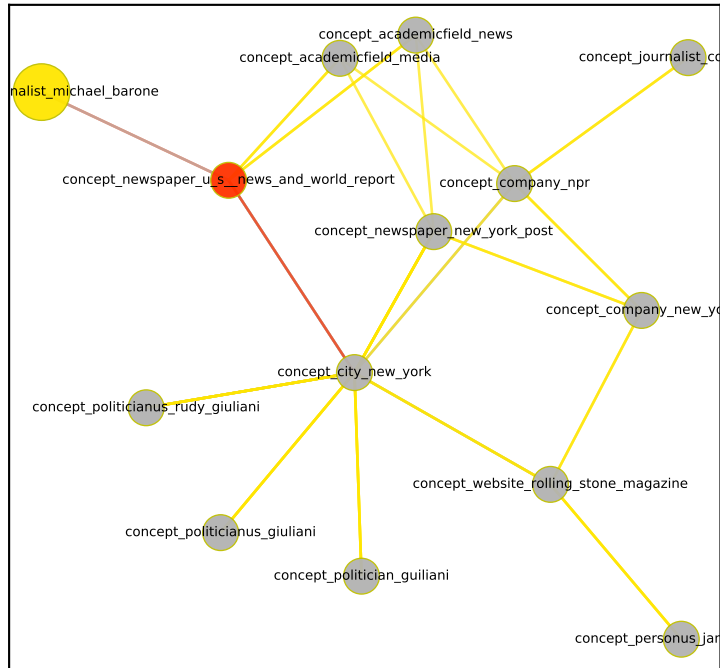 concept_academicfield_news
concept_academicfield_media
concept_journalist_co
nalist_michael_barone
concept_newspaper_u_s__news_and_world_report
concept_company_npr
concept_newspaper_new_york_post
concept_company_new_yo
concept_city_new_york
concept_politicianus_rudy_giuliani
concept_website_rolling_stone_magazine
concept_politicianus_giuliani
concept_politician_guiliani
concept_personus_jan